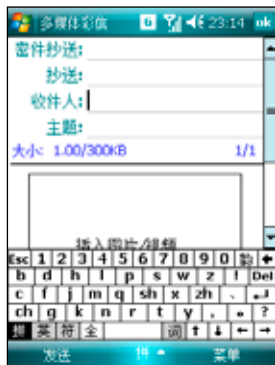 多媒体彩信 23:14 ok
密件抄送:
抄送:
收件人:
主题:
大小: 1.00/300KB 1/1
插入图片/视频
Esc 1 2 3 4 5 6 7 8 9 0 韵 ←
b d h l p s w z ! Del
c f j m q sh x zh 、
ch g k n r t y , 。 ?
拼 英 符 全 词 ↑ ↓ ← →
发送 拼 菜单